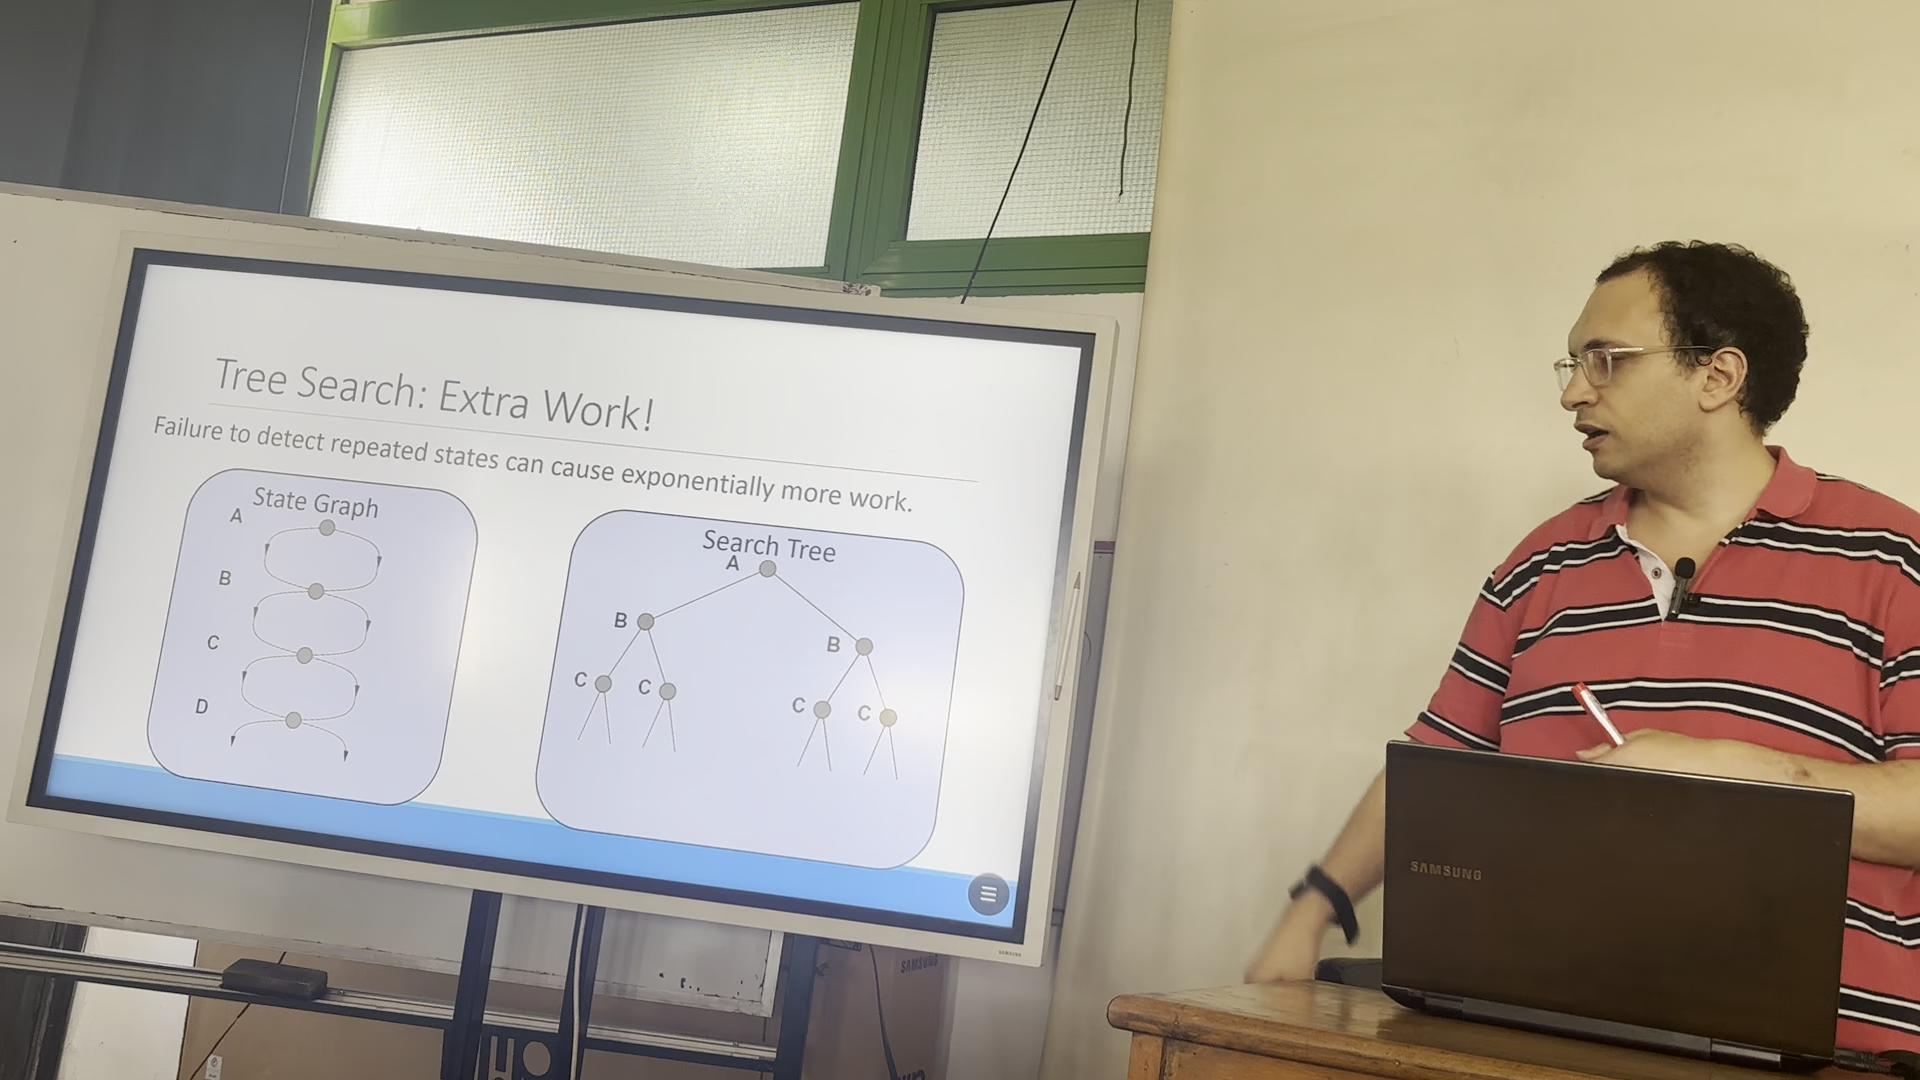 Tree Search: Extra Work!
Failure to detect repeated states can cause exponentially more work.
State Graph
A
B
C
D
Search Tree
A
B
B
C
C
C
C
SAMSUNG
SAMSUNG
SAMSUNG